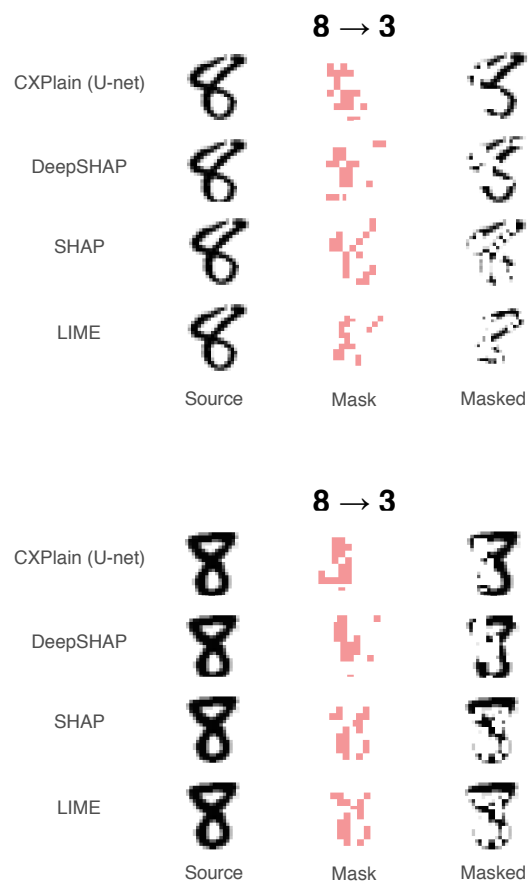 8 → 3
CXPlain (U-net)
DeepSHAP
SHAP
LIME
Source Mask Masked
8 → 3
CXPlain (U-net)
DeepSHAP
SHAP
LIME
Source Mask Masked